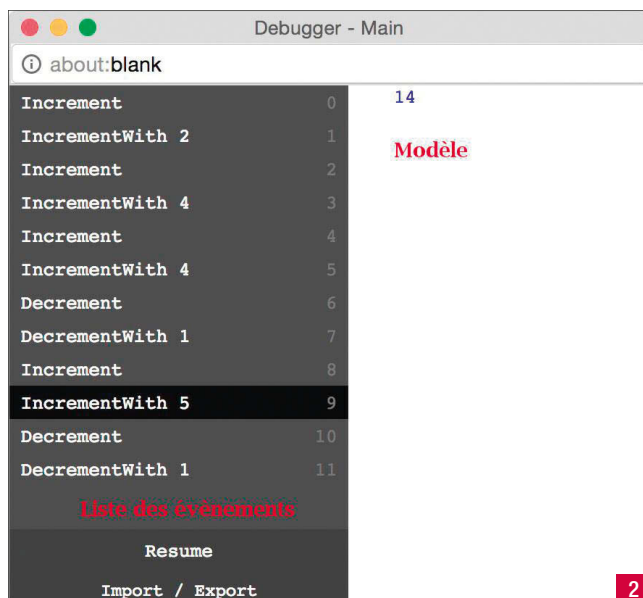 Debugger - Main
about:blank
Increment 0
IncrementWith 2 1
Increment 2
IncrementWith 4 3
Increment 4
IncrementWith 4 5
Decrement 6
DecrementWith 1 7
Increment 8
IncrementWith 5 9
Decrement 10
DecrementWith 1 11
Liste des évènements
Resume
Import / Export
14
Modèle
2